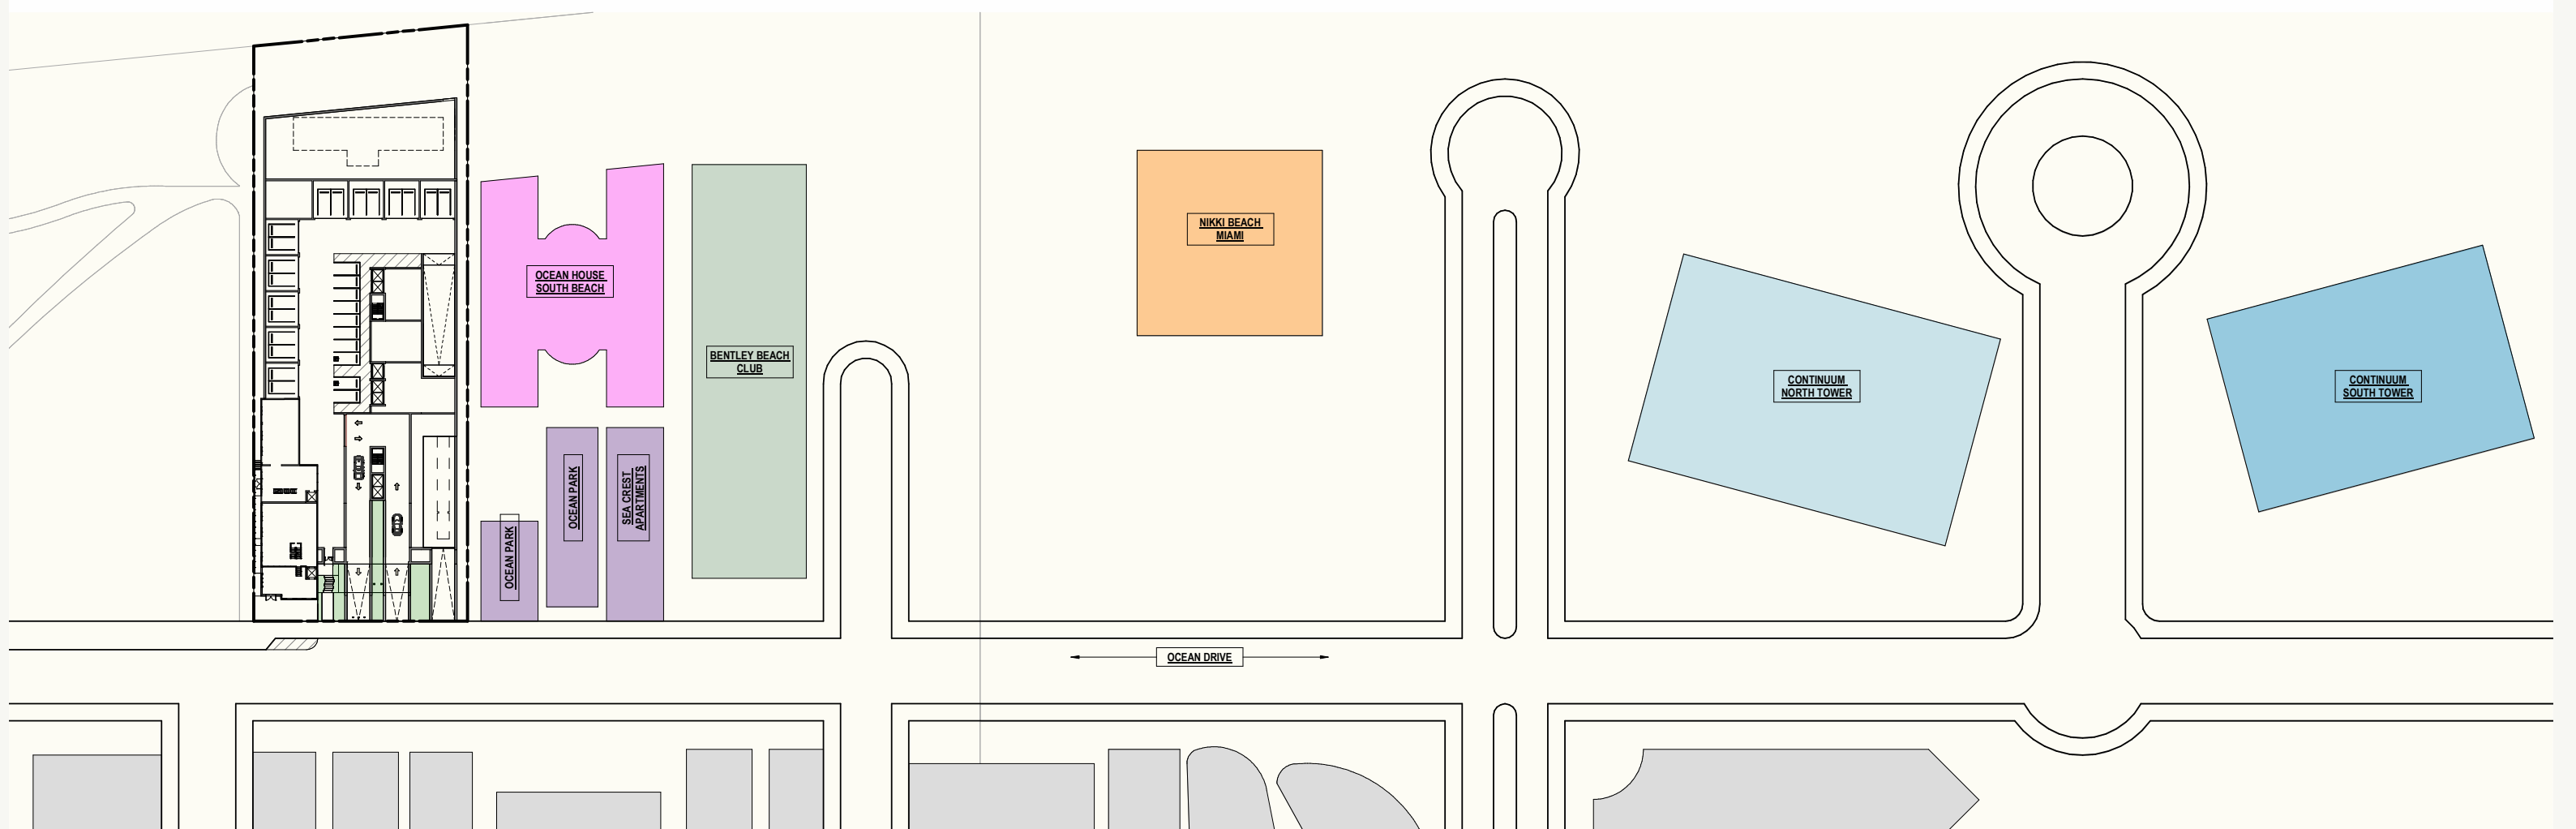 NIKKI BEACH
MIAMI
OCEAN HOUSE
SOUTH BEACH
BENTLEY BEACH
CLUB
CONTINUUM
NORTH TOWER
CONTINUUM
SOUTH TOWER
OCEAN PARK
OCEAN PARK
SEA CREST
APARTMENTS
OCEAN DRIVE